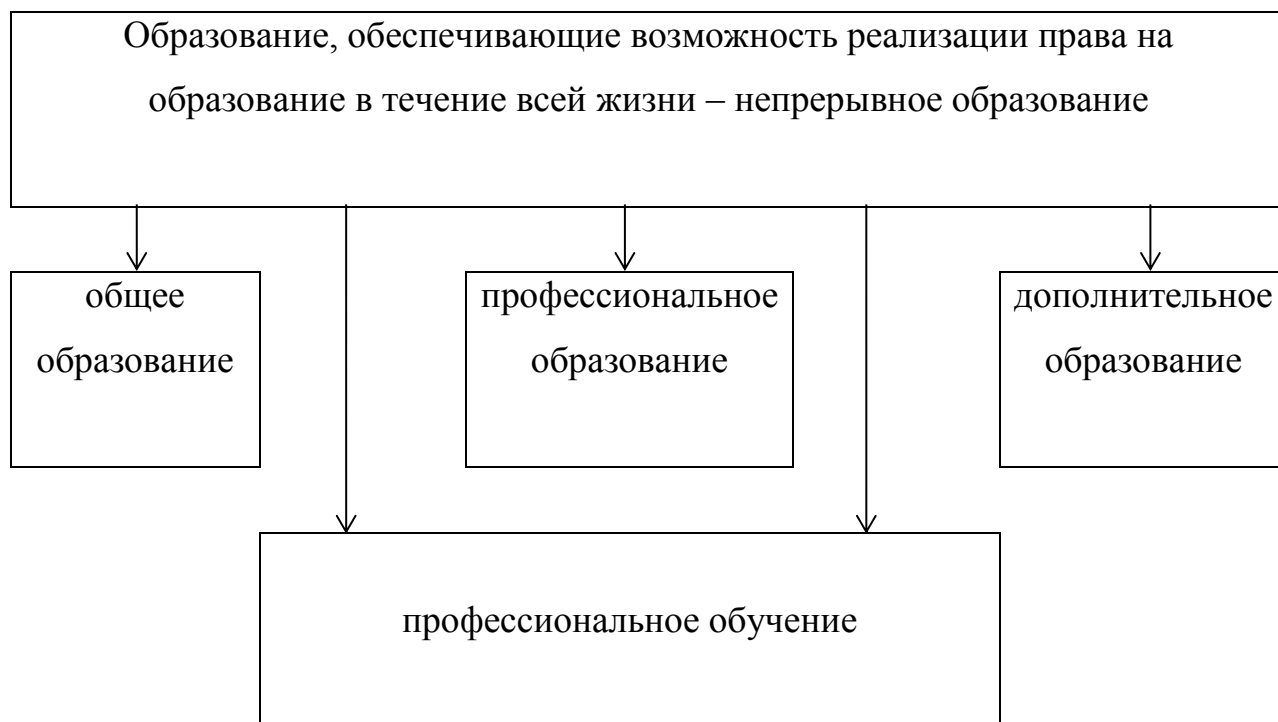 Образование, обеспечивающие возможность реализации права на
образование в течение всей жизни – непрерывное образование
общее
образование
профессиональное
образование
дополнительное
образование
профессиональное обучение